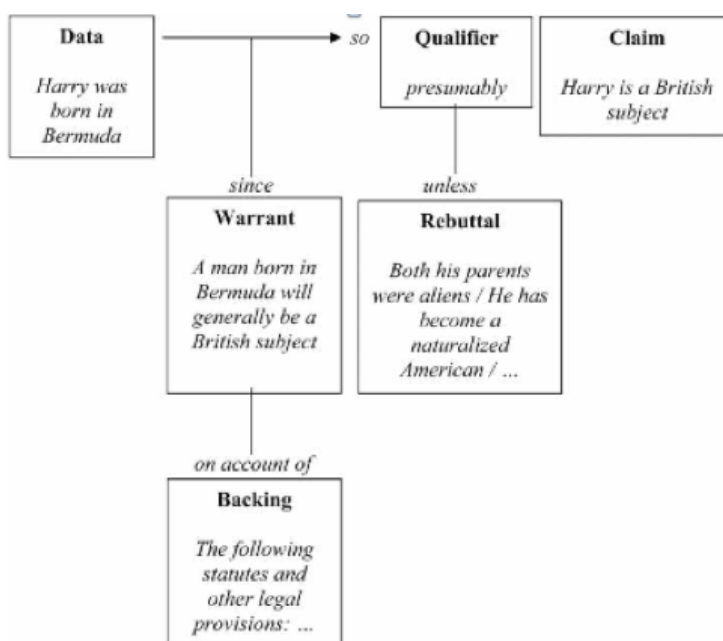 Data
Harry was
born in
Bermuda
so
Qualifier
presumably
Claim
Harry is a British
subject
since
Warrant
A man born in
Bermuda will
generally be a
British subject
unless
Rebuttal
Both his parents
were aliens / He has
become a
naturalized
American / ...
on account of
Backing
The following
statutes and
other legal
provisions: ...